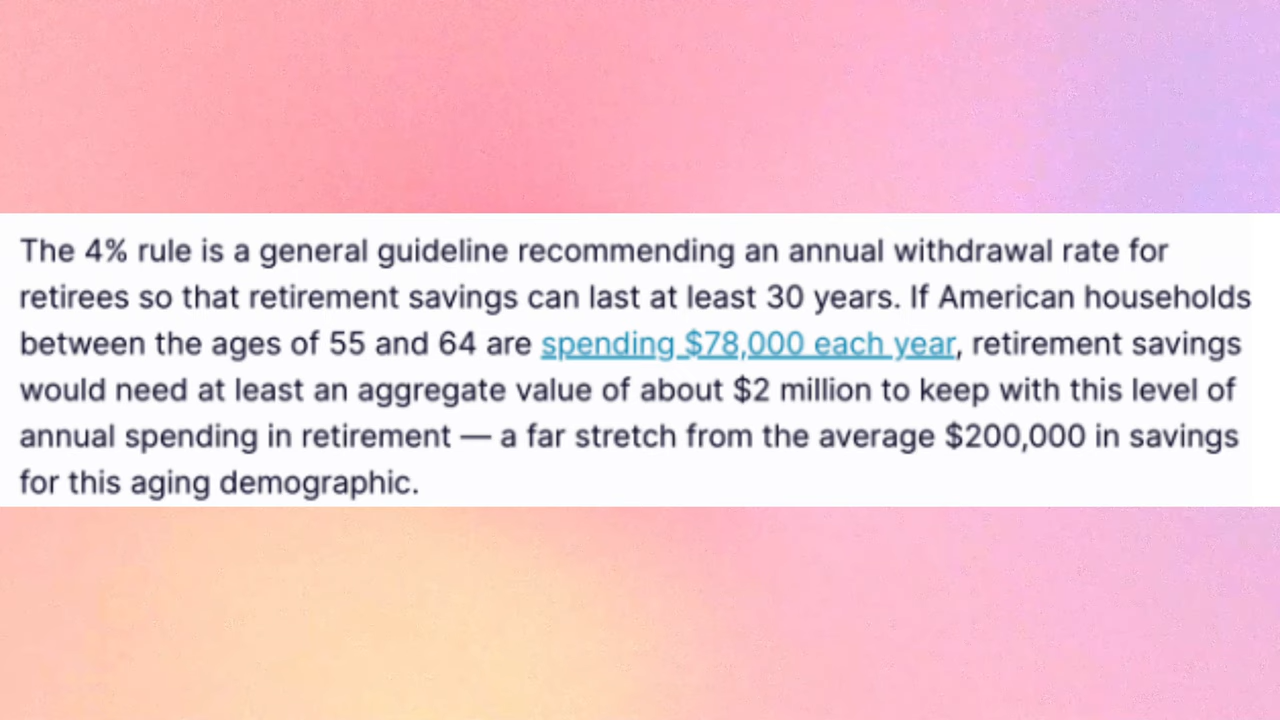 The 4% rule is a general guideline recommending an annual withdrawal rate for
retirees so that retirement savings can last at least 30 years. If American households
between the ages of 55 and 64 are spending $78,000 each year, retirement savings
would need at least an aggregate value of about $2 million to keep with this level of
annual spending in retirement — a far stretch from the average $200,000 in savings
for this aging demographic.